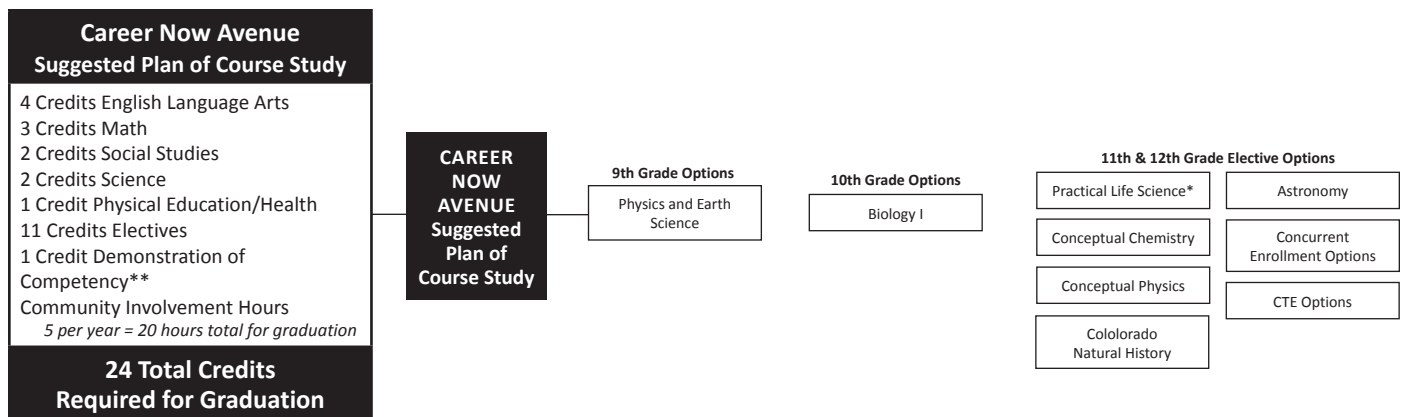 Career Now Avenue
Suggested Plan of Course Study
4 Credits English Language Arts
3 Credits Math
2 Credits Social Studies
2 Credits Science
1 Credit Physical Education/Health
11 Credits Electives
1 Credit Demonstration of
Competency**
Community Involvement Hours
5 per year = 20 hours total for graduation
24 Total Credits
Required for Graduation
CAREER
NOW
AVENUE
Suggested
Plan of
Course Study
9th Grade Options
Physics and Earth
Science
10th Grade Options
Biology I
11th & 12th Grade Elective Options
Practical Life Science*
Conceptual Chemistry
Conceptual Physics
Cololorado
Natural History
Astronomy
Concurrent
Enrollment Options
CTE Options